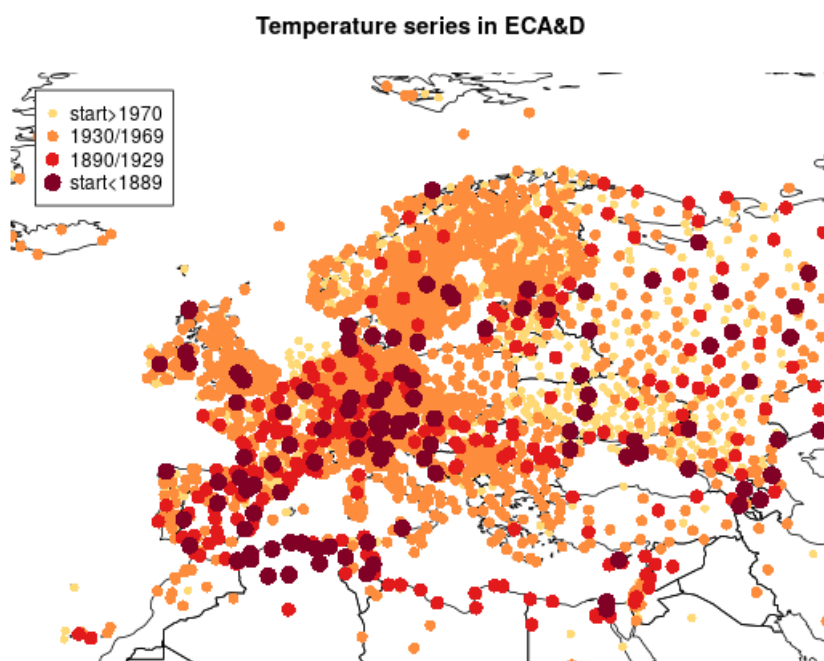 Temperature series in ECA&D
start>1970
1930/1969
1890/1929
start<1889